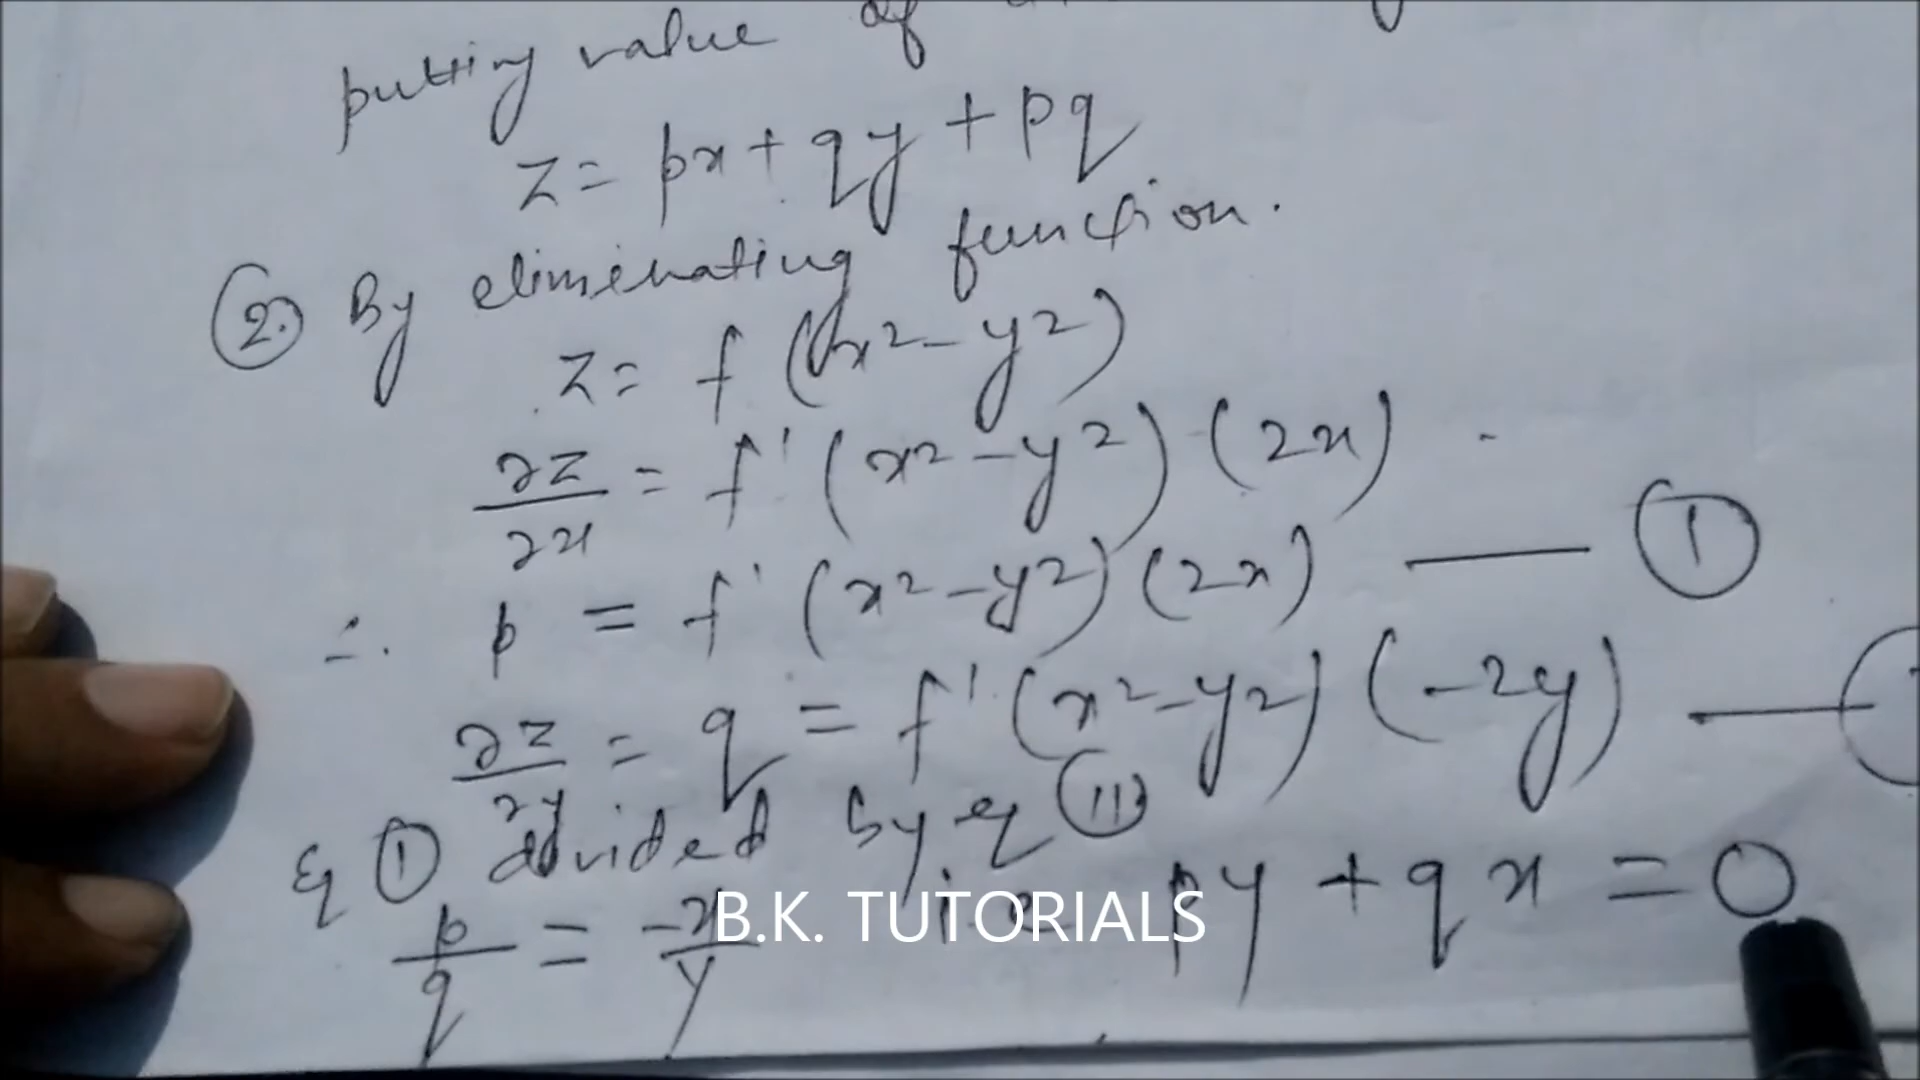 putting value of
z = px + qy + pq
② By eliminating function.
z = f (x² - y²)
∂z/∂x = f' (x² - y²) (2x)
∴ p = f' (x² - y²) (2x) — ①
∂z/∂y = q = f' (x² - y²) (-2y) —
Eq ① divided by eq ⑪
p/q = -x/y i.e. py + qx = 0
B.K. TUTORIALS